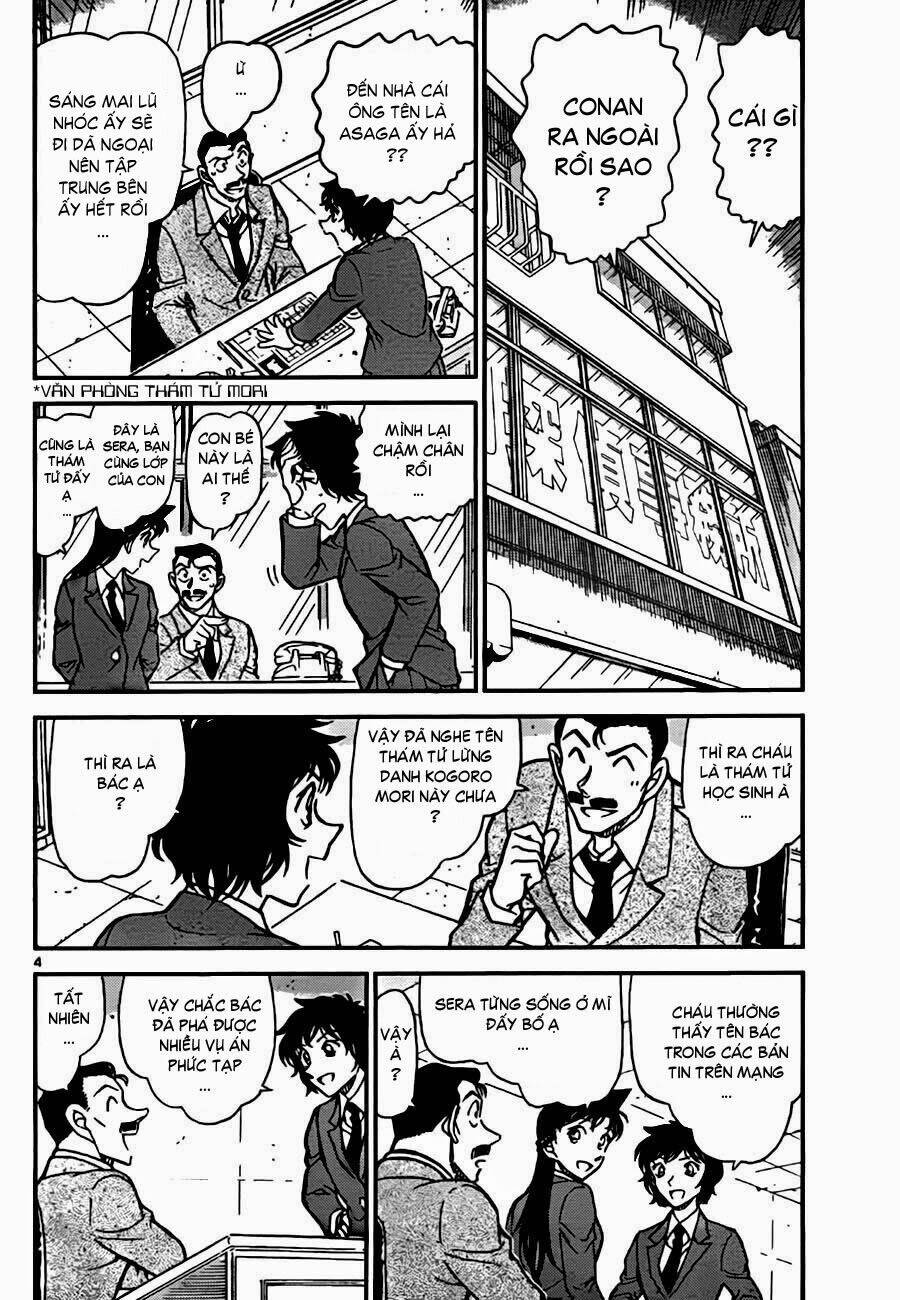 CÁI GÌ
??
CONAN
RA NGOÀI
RỒI SAO
?
ĐẾN NHÀ CÁI
ÔNG TÊN LÀ
ASAGA ẤY HẢ
??
Ừ
...
SÁNG MAI LŨ
NHÓC ẤY SẼ
ĐI DÃ NGOẠI
NÊN TẬP
TRUNG BÊN
ẤY HẾT RỒI
...
*VĂN PHÒNG THÁM TỬ MORI
MÌNH LẠI
CHẬM CHÂN
RỒI
...
CON BÉ
NÀY LÀ
AI THẾ
?
ĐÂY LÀ
SERA, BẠN
CÙNG LỚP
CỦA CON
CŨNG LÀ
THÁM
TỬ ĐẤY
Ạ
...
THÌ RA CHÁU
LÀ THÁM TỬ
HỌC SINH À
...
VẬY ĐÃ NGHE TÊN
THÁM TỬ LỪNG
DANH KOGORO
MORI NÀY CHƯA
?
THÌ RA LÀ
BÁC Ạ
?
4
CHÁU THƯỜNG
THẤY TÊN BÁC
TRONG CÁC BẢN
TIN TRÊN MẠNG
...
SERA TỪNG SỐNG Ở MĨ
ĐẤY BỐ Ạ
VẬY
À
?
VẬY CHẮC BÁC
ĐÃ PHÁ ĐƯỢC
NHIỀU VỤ ÁN
PHỨC TẠP
...
TẤT
NHIÊN
...